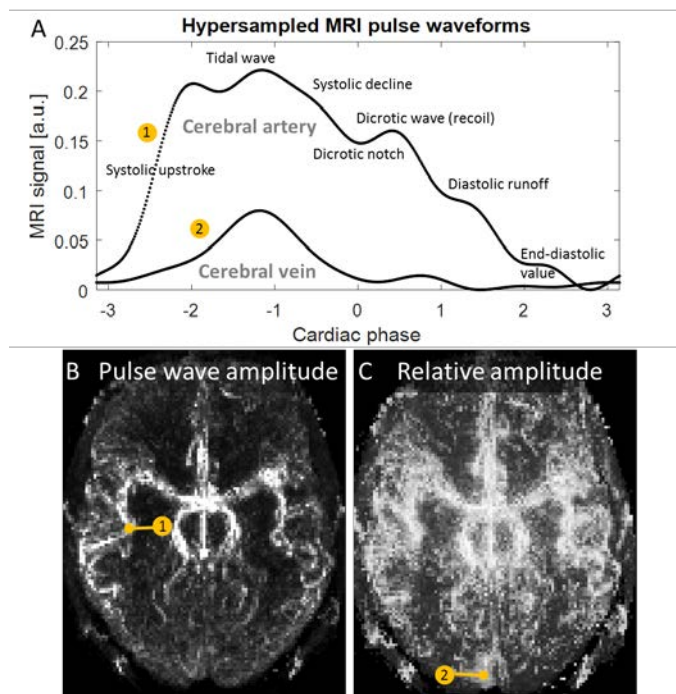 A
Hypersampled MRI pulse waveforms
0.25
Tidal wave
Systolic decline
0.2
Dicrotic wave (recoil)
1
Cerebral artery
0.15
Dicrotic notch
Systolic upstroke
Diastolic runoff
MRI signal [a.u.]
0.1
2
0.05
End-diastolic
value
Cerebral vein
0
-3 -2 -1 0 1 2 3
Cardiac phase
B Pulse wave amplitude
C Relative amplitude
1
2